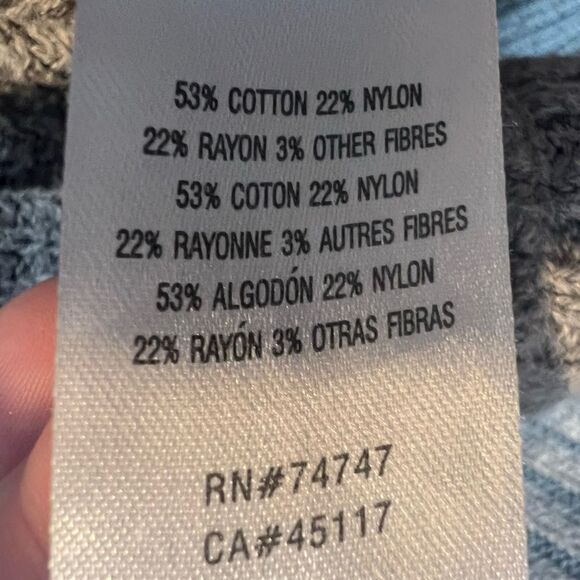 53% COTTON 22% NYLON
22% RAYON 3% OTHER FIBRES
53% COTON 22% NYLON
22% RAYONNE 3% AUTRES FIBRES
53% ALGODÓN 22% NYLON
22% RAYÓN 3% OTRAS FIBRAS
RN#74747
CA#45117